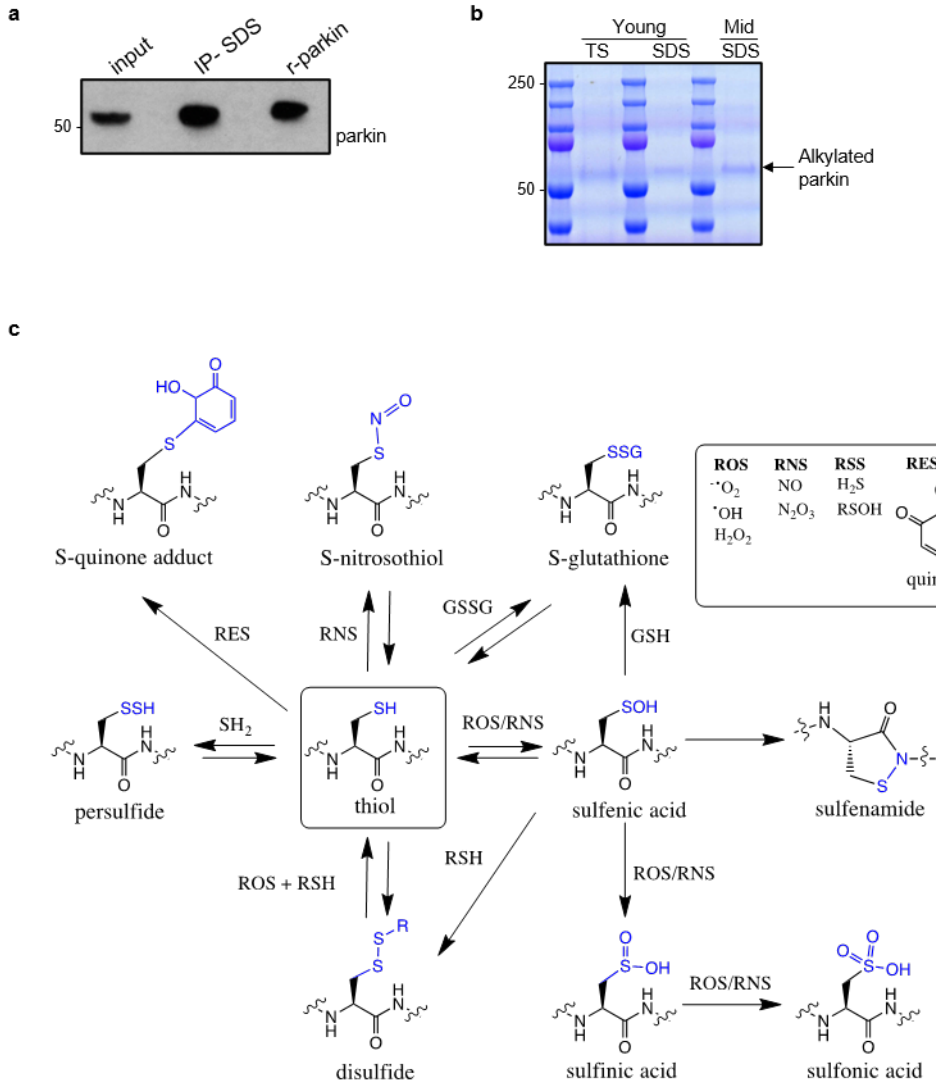 a
input
IP- SDS
r-parkin
50
parkin
b
Young
Mid
TS
SDS
SDS
250
50
Alkylated
parkin
c
O
HO
S
N
H
H
N
O
S-quinone adduct
N
O
S
N
H
H
N
O
S-nitrosothiol
SSG
N
H
H
N
O
S-glutathione
ROS RNS RSS RES
-•O2 NO H2S
•OH N2O3 RSOH
H2O2
O
quin
RES
RNS
GSSG
GSH
SSH
N
H
H
N
O
persulfide
SH2
SH
N
H
H
N
O
thiol
ROS/RNS
SOH
N
H
H
N
O
sulfenic acid
H
N
O
N
S
sulfenamide
ROS + RSH
RSH
ROS/RNS
R
S
S
N
H
H
N
O
disulfide
O
S
OH
N
H
H
N
O
sulfinic acid
ROS/RNS
O
O
S
OH
N
H
H
N
O
sulfonic acid